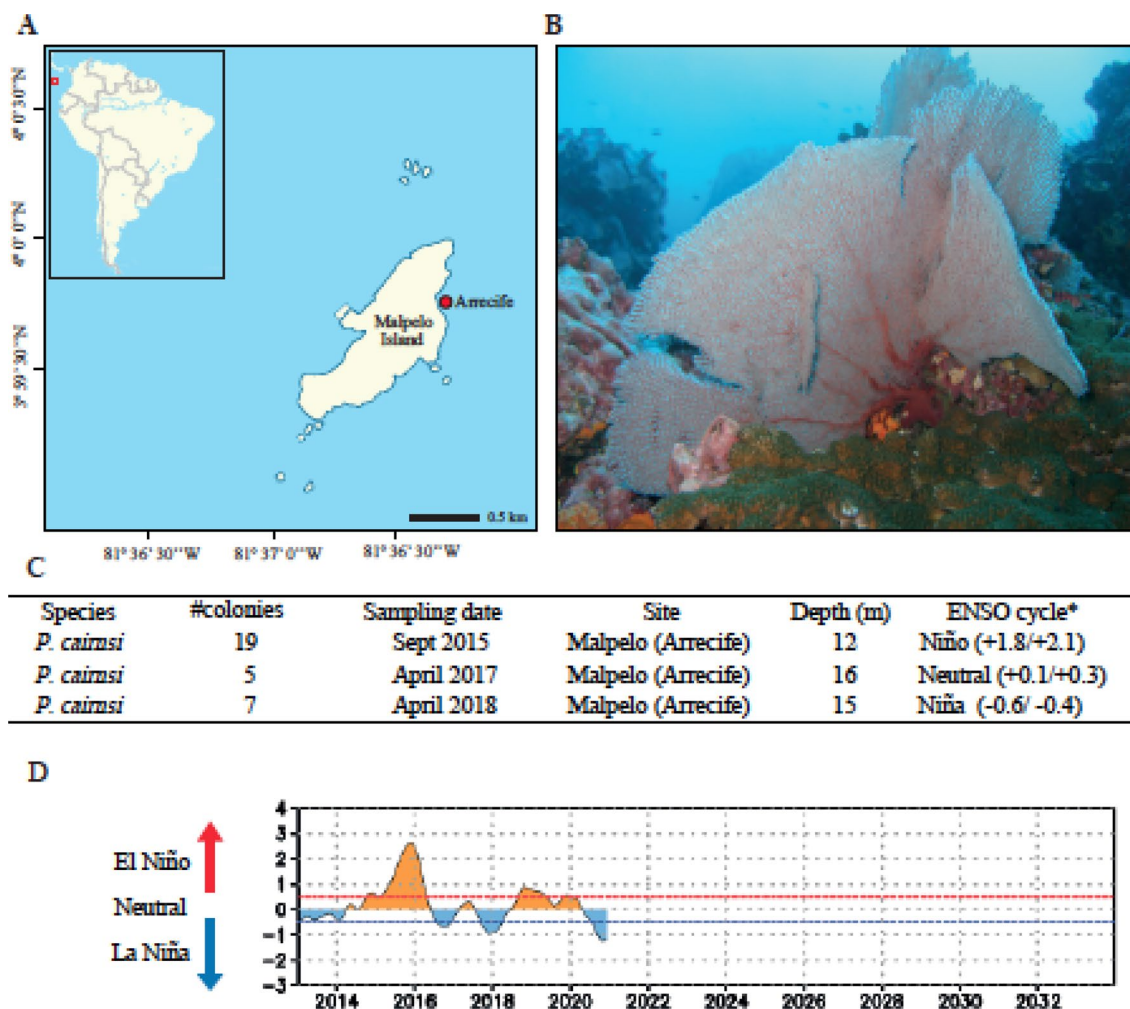 A
B
4° 0'30"N
4° 0' 0"N
3° 59'30"N
Arrecife
Malpelo
Island
0.5 km
81° 36' 30"W
81° 37' 0"W
81° 36' 30"W
C
Species #colonies Sampling date Site Depth (m) ENSO cycle*
P. cairnsi 19 Sept 2015 Malpelo (Arrecife) 12 Niño (+1.8/+2.1)
P. cairnsi 5 April 2017 Malpelo (Arrecife) 16 Neutral (+0.1/+0.3)
P. cairnsi 7 April 2018 Malpelo (Arrecife) 15 Niña (-0.6/ -0.4)
D
El Niño
Neutral
La Niña
4
3
2
1
0
-1
-2
-3
2014 2016 2018 2020 2022 2024 2026 2028 2030 2032